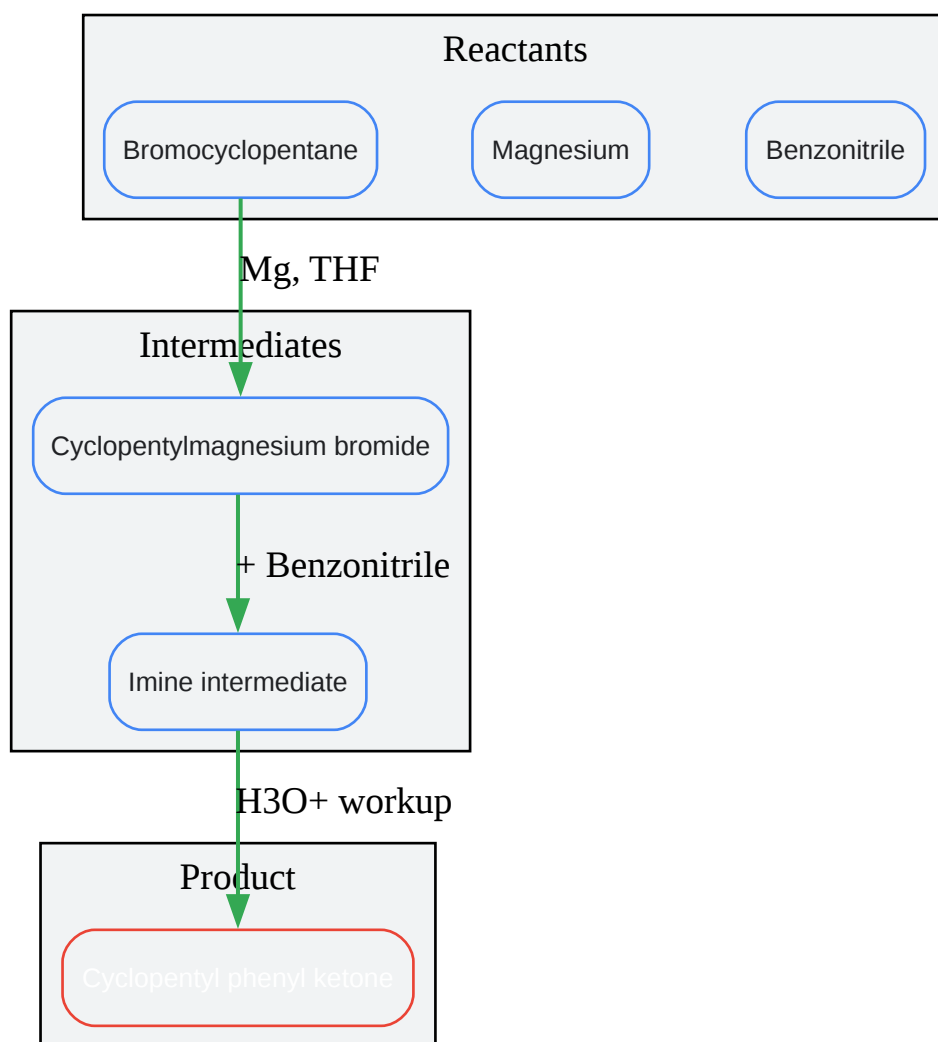 Reactants
Bromocyclopentane
Magnesium
Benzonitrile
Mg, THF
Intermediates
Cyclopentylmagnesium bromide
+ Benzonitrile
Imine intermediate
H3O+ workup
Product
Cyclopentyl phenyl ketone